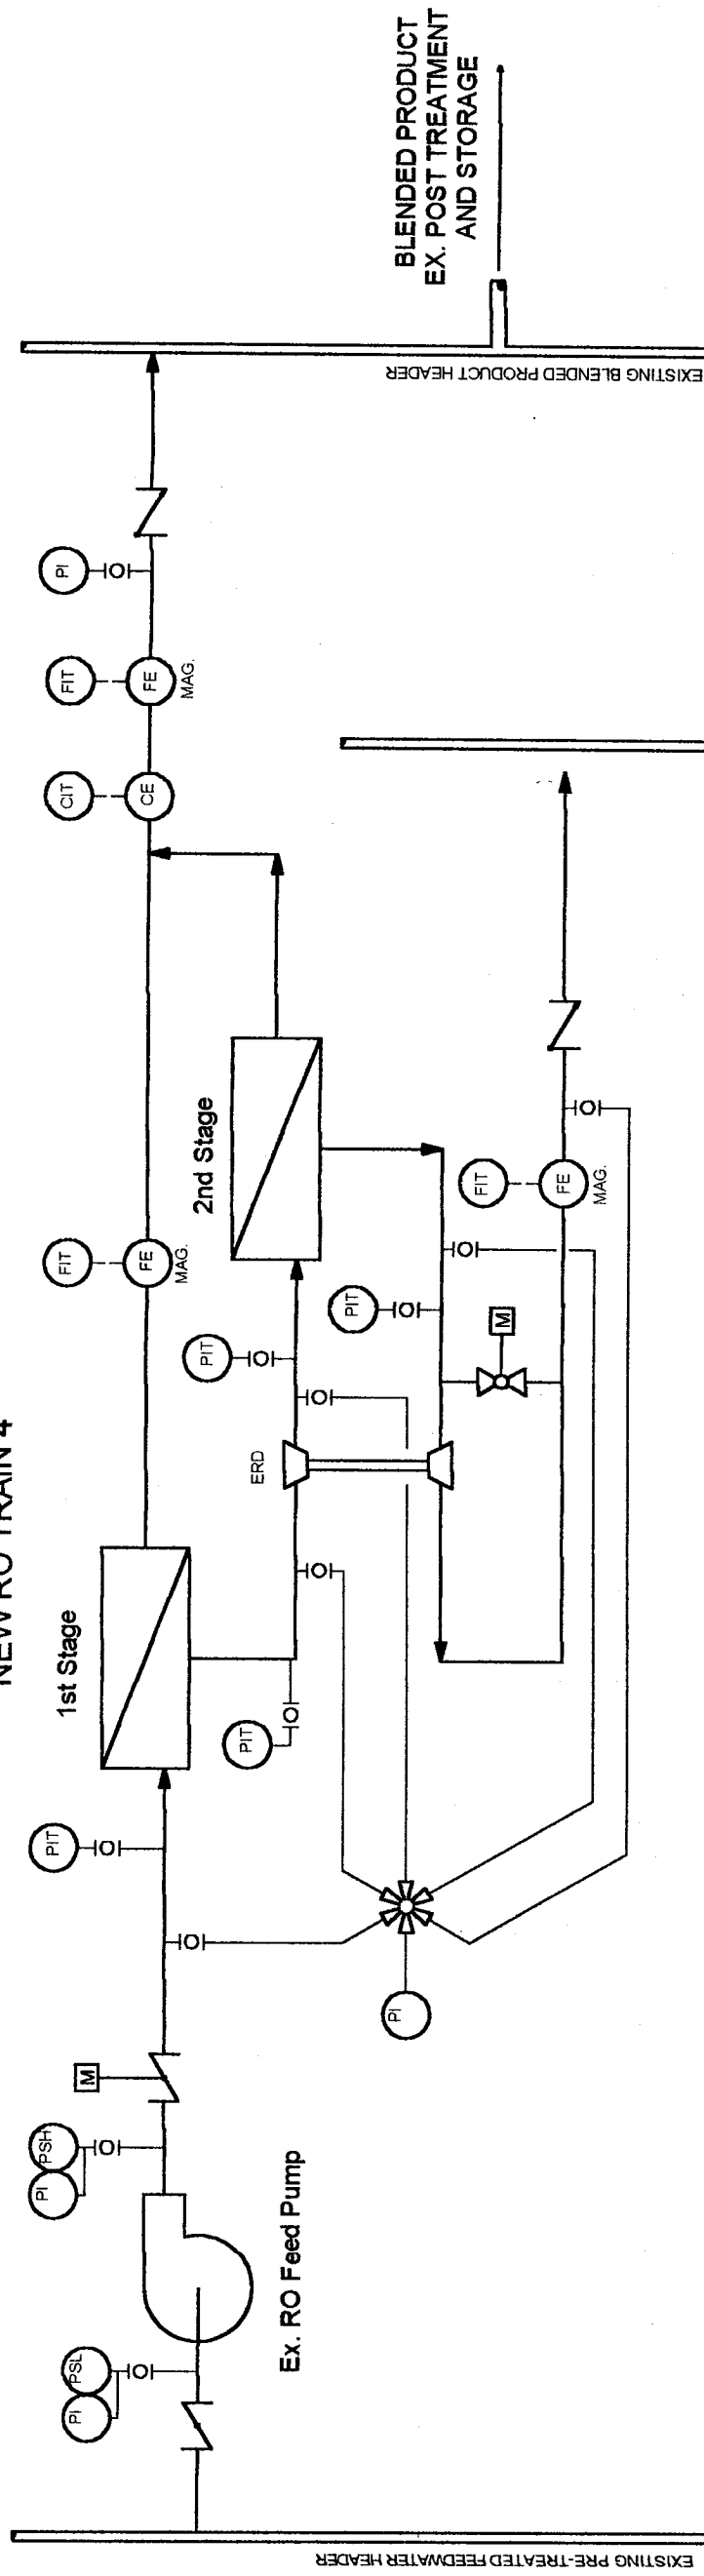 NEW RO TRAIN 4
1st Stage
2nd Stage
Ex. RO Feed Pump
EXISTING PRE-TREATED FEEDWATER HEADER
EXISTING BLENDED PRODUCT HEADER
BLENDED PRODUCT
EX. POST TREATMENT
AND STORAGE
PI
PSL
PI
PSH
M
PIT
PIT
PI
ERD
PIT
PIT
M
FIT
FE
MAG.
FIT
FE
MAG.
CIT
CE
FIT
FE
MAG.
PI